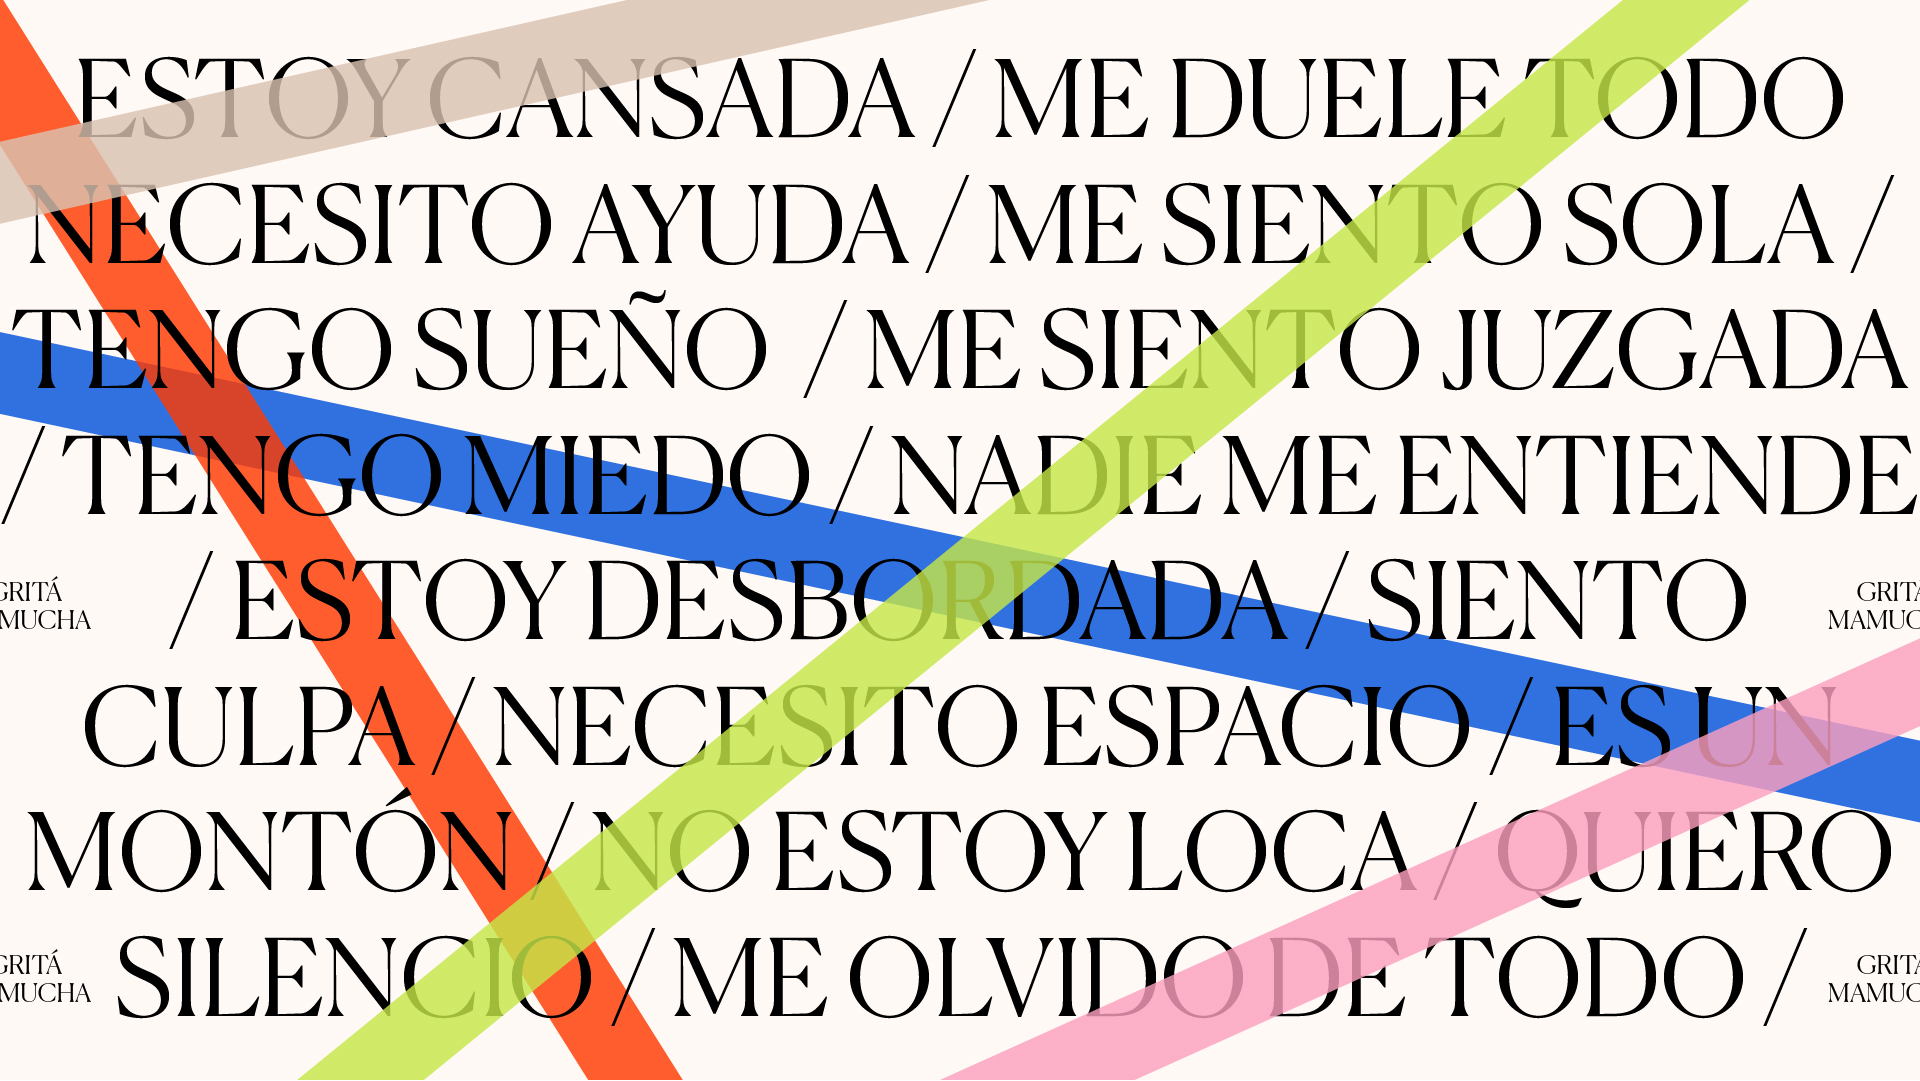 ESTOY CANSADA / ME DUELE TODO
NECESITO AYUDA / ME SIENTO SOLA /
TENGO SUEÑO / ME SIENTO JUZGADA
/ TENGO MIEDO / NADIE ME ENTIENDE
/ ESTOY DESBORDADA / SIENTO
GRITÁ
MUCHA
GRITÁ
MAMUC
CULPA / NECESITO ESPACIO / ES UN
MONTÓN / NO ESTOY LOCA / QUIERO
SILENCIO / ME OLVIDO DE TODO /
GRITÁ
MUCHA
GRITÁ
MAMUC